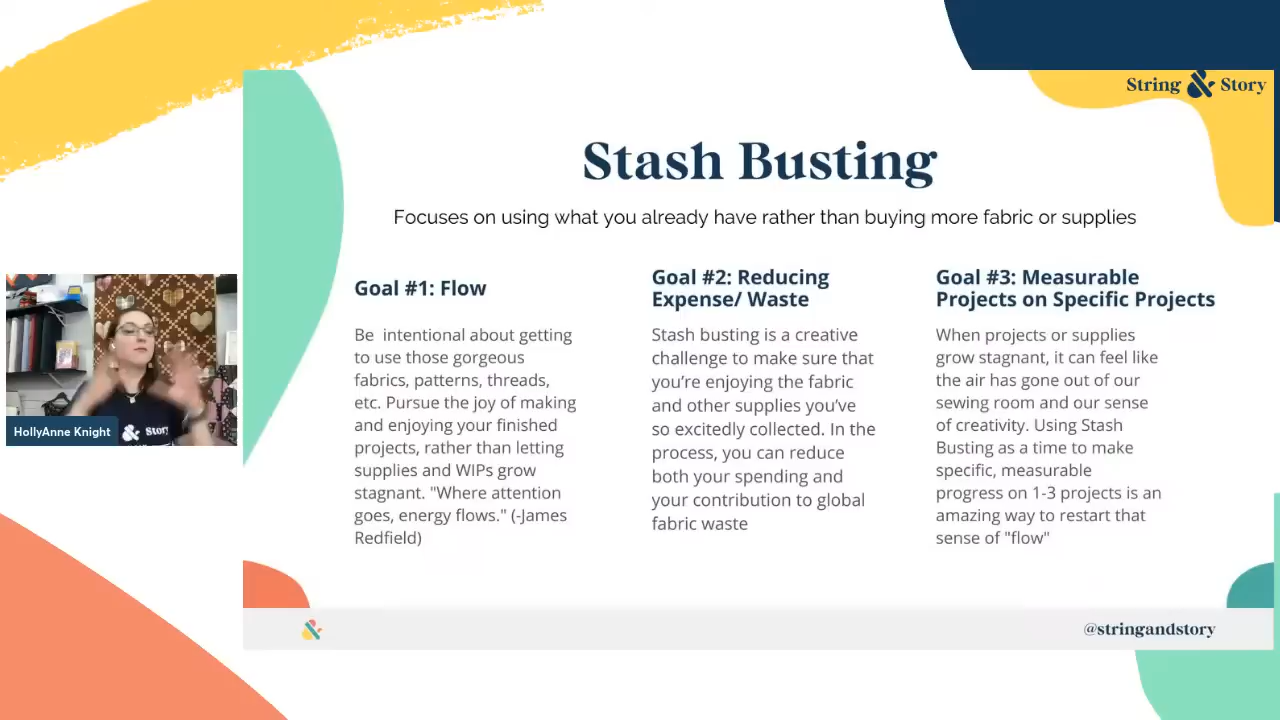 String & Story
Stash Busting
Focuses on using what you already have rather than buying more fabric or supplies
Goal #1: Flow
Be intentional about getting
to use those gorgeous
fabrics, patterns, threads,
etc. Pursue the joy of making
and enjoying your finished
projects, rather than letting
supplies and WIPs grow
stagnant. "Where attention
goes, energy flows." (-James
Redfield)
Goal #2: Reducing
Expense/ Waste
Stash busting is a creative
challenge to make sure that
you’re enjoying the fabric
and other supplies you’ve
so excitedly collected. In the
process, you can reduce
both your spending and
your contribution to global
fabric waste
Goal #3: Measurable
Projects on Specific Projects
When projects or supplies
grow stagnant, it can feel like
the air has gone out of our
sewing room and our sense
of creativity. Using Stash
Busting as a time to make
specific, measurable
progress on 1-3 projects is an
amazing way to restart that
sense of "flow"
HollyAnne Knight
& Story
&
@stringandstory